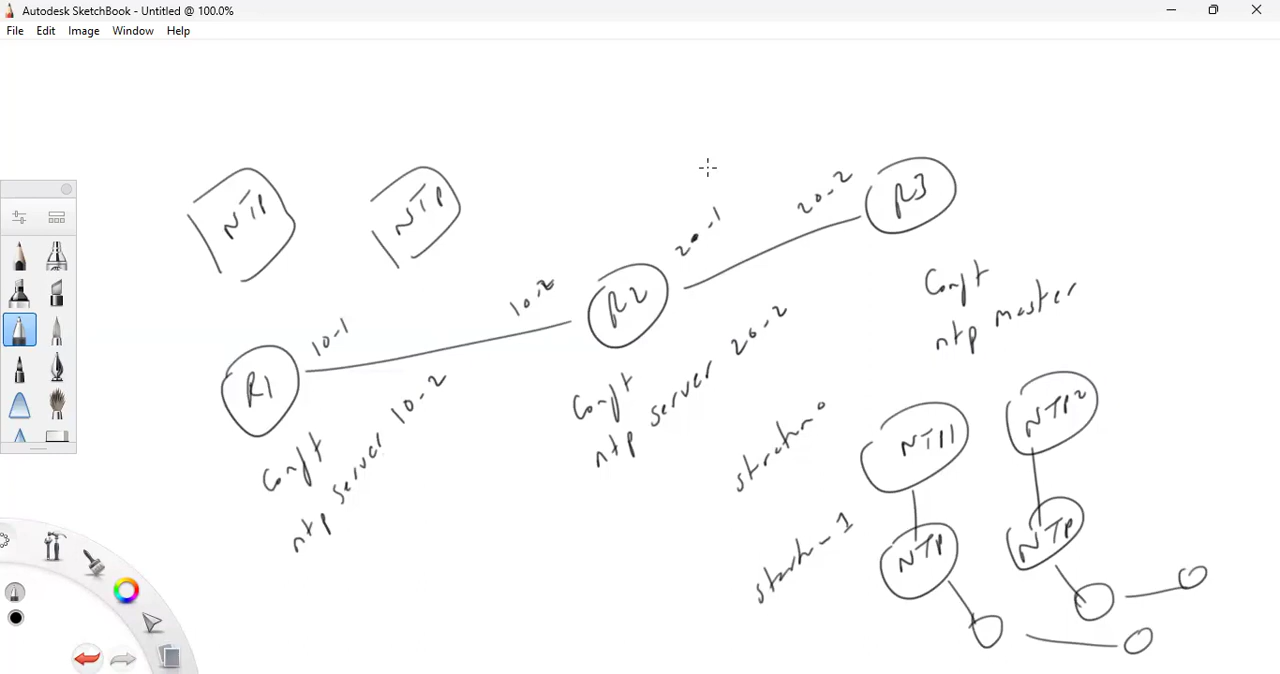 Autodesk SketchBook - Untitled @ 100.0%
File Edit Image Window Help
NTP
NTP
R3
20-2
20-1
R2
10-2
10-1
R1
Conft
ntp master
Conft
ntp server 20-2
Conft
ntp server 10-2
stratum 0
NTP1
NTP2
NTP
NTP